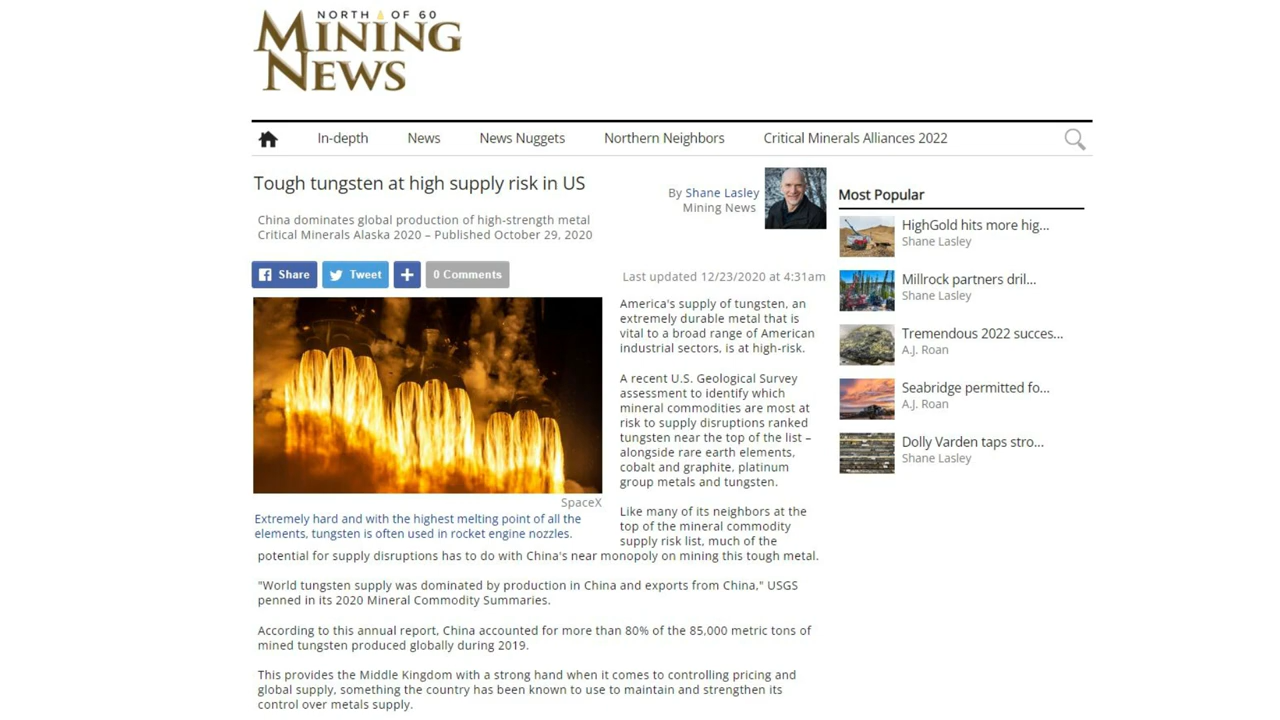 NORTH OF 60
MINING
NEWS
In-depth
News
News Nuggets
Northern Neighbors
Critical Minerals Alliances 2022
Tough tungsten at high supply risk in US
By Shane Lasley
Mining News
China dominates global production of high-strength metal
Critical Minerals Alaska 2020 – Published October 29, 2020
Share
Tweet
0 Comments
Last updated 12/23/2020 at 4:31am
SpaceX
Extremely hard and with the highest melting point of all the
elements, tungsten is often used in rocket engine nozzles.
America's supply of tungsten, an
extremely durable metal that is
vital to a broad range of American
industrial sectors, is at high-risk.
A recent U.S. Geological Survey
assessment to identify which
mineral commodities are most at
risk to supply disruptions ranked
tungsten near the top of the list –
alongside rare earth elements,
cobalt and graphite, platinum
group metals and tungsten.
Like many of its neighbors at the
top of the mineral commodity
supply risk list, much of the
potential for supply disruptions has to do with China's near monopoly on mining this tough metal.
"World tungsten supply was dominated by production in China and exports from China," USGS
penned in its 2020 Mineral Commodity Summaries.
According to this annual report, China accounted for more than 80% of the 85,000 metric tons of
mined tungsten produced globally during 2019.
This provides the Middle Kingdom with a strong hand when it comes to controlling pricing and
global supply, something the country has been known to use to maintain and strengthen its
control over metals supply.
Most Popular
HighGold hits more hig...
Shane Lasley
Millrock partners dril...
Shane Lasley
Tremendous 2022 succes...
A.J. Roan
Seabridge permitted fo...
A.J. Roan
Dolly Varden taps stro...
Shane Lasley